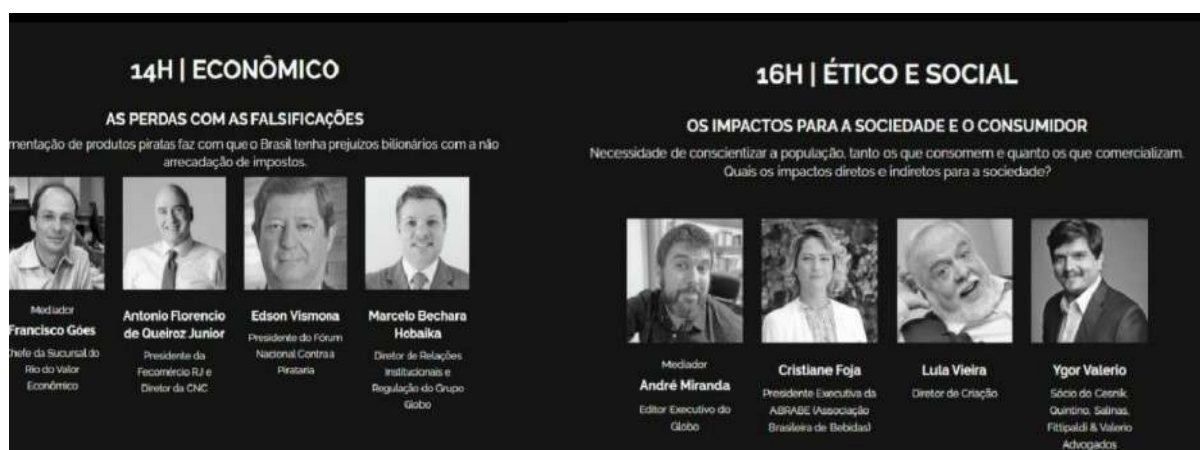 14H | ECONÔMICO
AS PERDAS COM AS FALSIFICAÇÕES
mentação de produtos piratas faz com que o Brasil tenha prejuízos bilionários com a não
arrecadação de impostos.
Mediador
Francisco Góes
Chefe da Sucursal do
Rio do Valor
Econômico
Antonio Florencio
de Queiroz Junior
Presidente da
Fecomércio RJ e
Diretor da CNC
Edson Vismona
Presidente do Fórum
Nacional Contra a
Pirataria
Marcelo Bechara
Hobaika
Diretor de Relações
Institucionais e
Regulação do Grupo
Globo
16H | ÉTICO E SOCIAL
OS IMPACTOS PARA A SOCIEDADE E O CONSUMIDOR
Necessidade de conscientizar a população, tanto os que consomem e quanto os que comercializam.
Quais os impactos diretos e indiretos para a sociedade?
Mediador
André Miranda
Editor Executivo do
Globo
Cristiane Foja
Presidente Executiva da
ABRABE (Associação
Brasileira de Bebidas)
Lula Vieira
Diretor de Criação
Ygor Valerio
Sócio do Cesnik,
Quintino, Salinas,
Fittipaldi & Valerio
Advogados